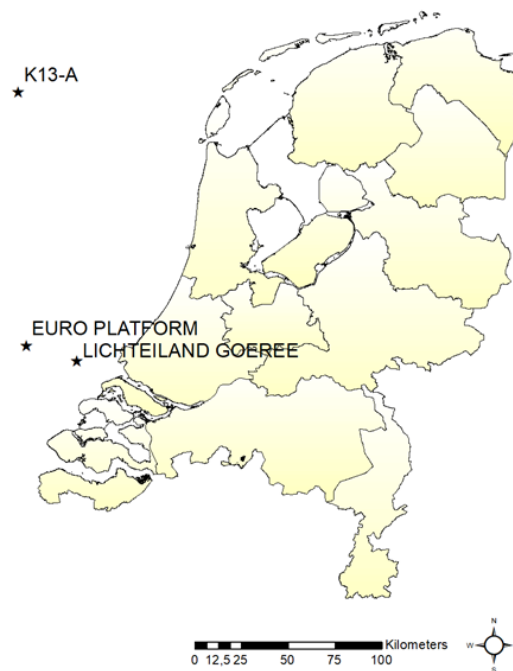 K13-A
EURO PLATFORM
LICHTEILAND GOEREE
Kilometers
0 12,5 25 50 75 100
N
W E
S